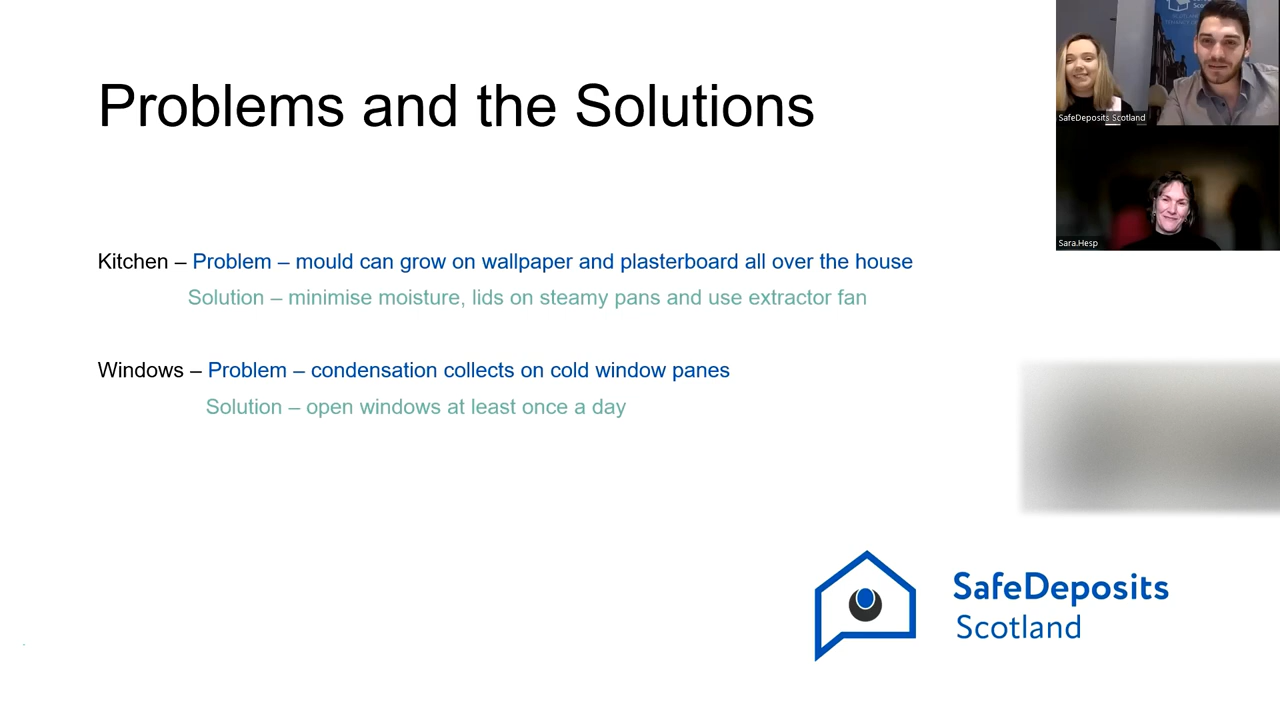 Problems and the Solutions
SafeDeposits Scotland
Sara.Hesp
Kitchen – Problem – mould can grow on wallpaper and plasterboard all over the house
Solution – minimise moisture, lids on steamy pans and use extractor fan
Windows – Problem – condensation collects on cold window panes
Solution – open windows at least once a day
SafeDeposits
Scotland